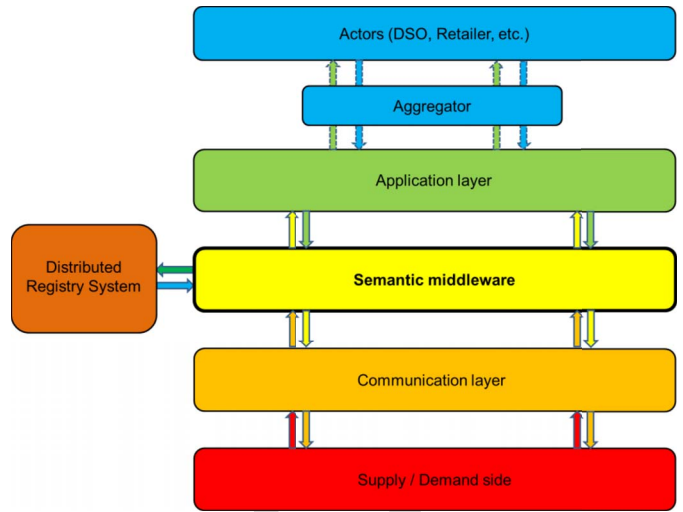 Actors (DSO, Retailer, etc.)
Aggregator
Application layer
Distributed
Registry System
Semantic middleware
Communication layer
Supply / Demand side